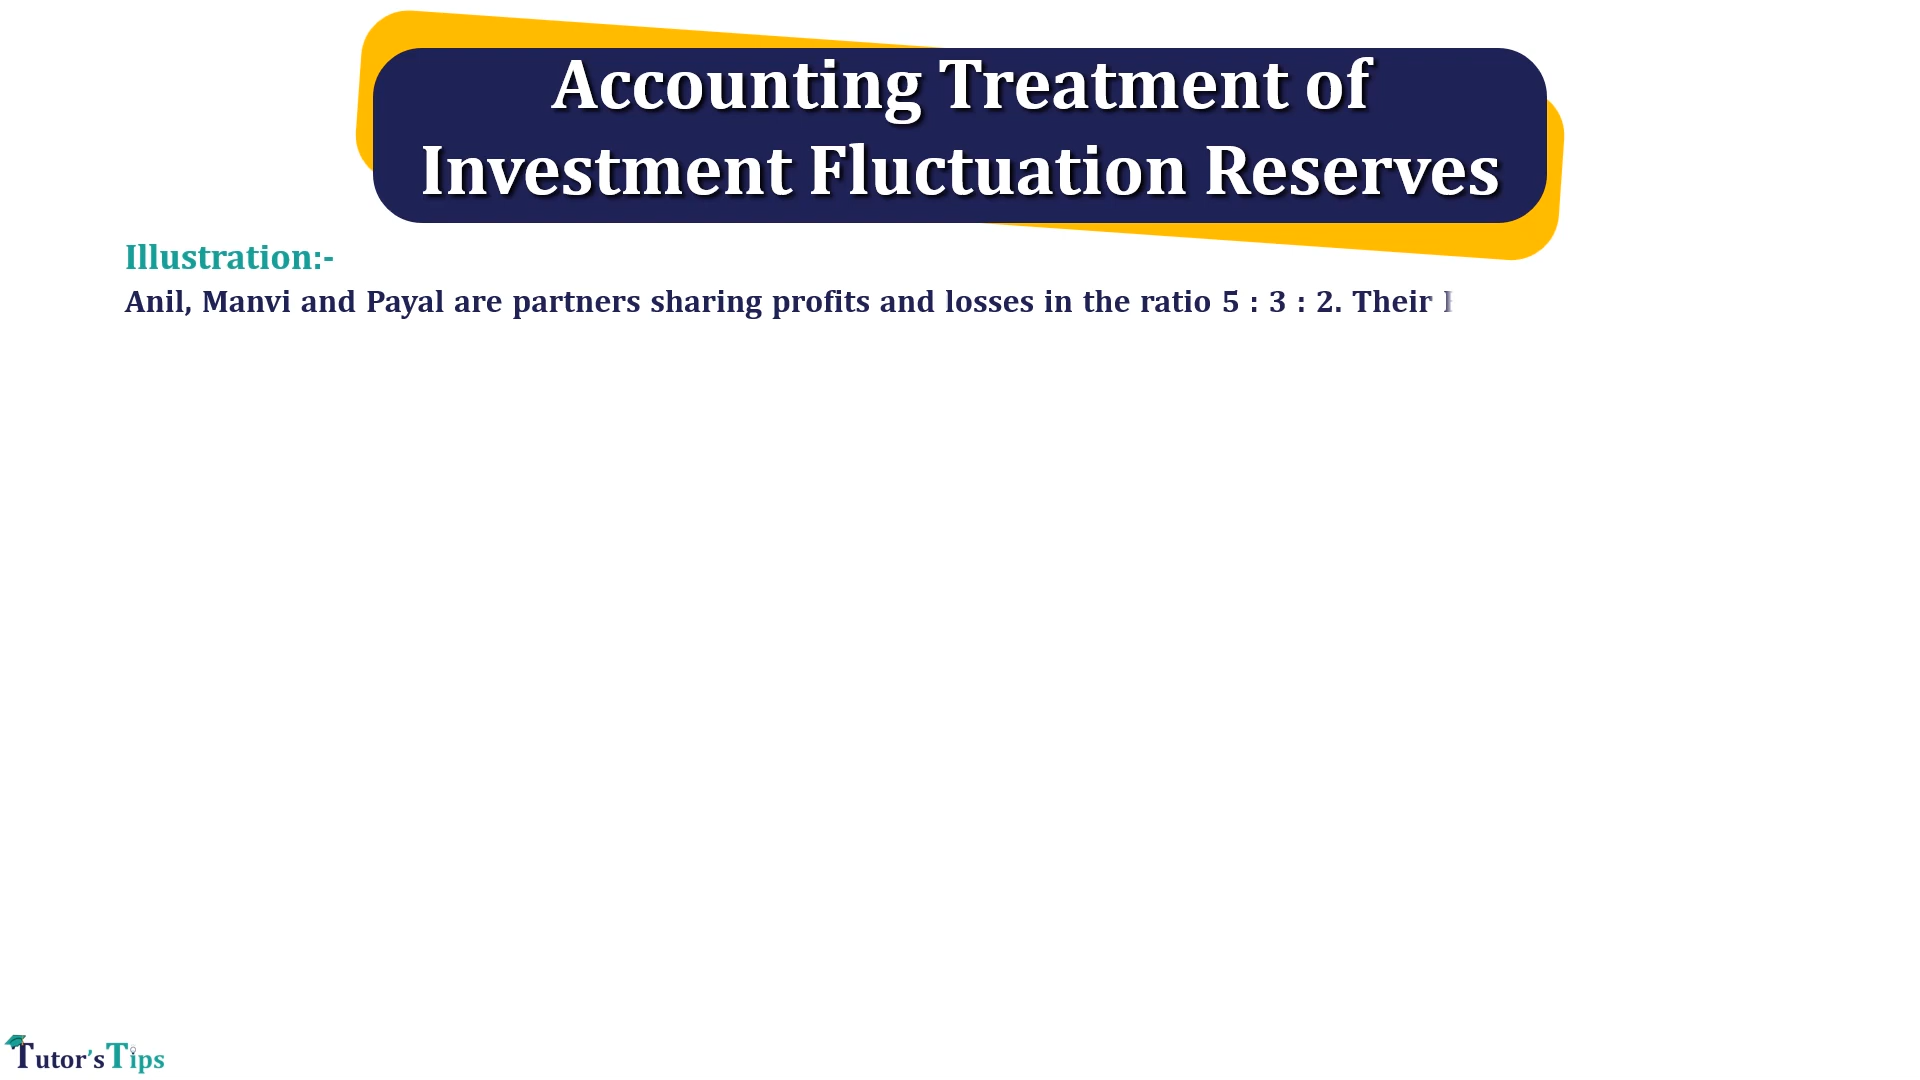 Accounting Treatment of
Investment Fluctuation Reserves
Illustration:-
Anil, Manvi and Payal are partners sharing profits and losses in the ratio 5 : 3 : 2. Their
Tutor'sTips